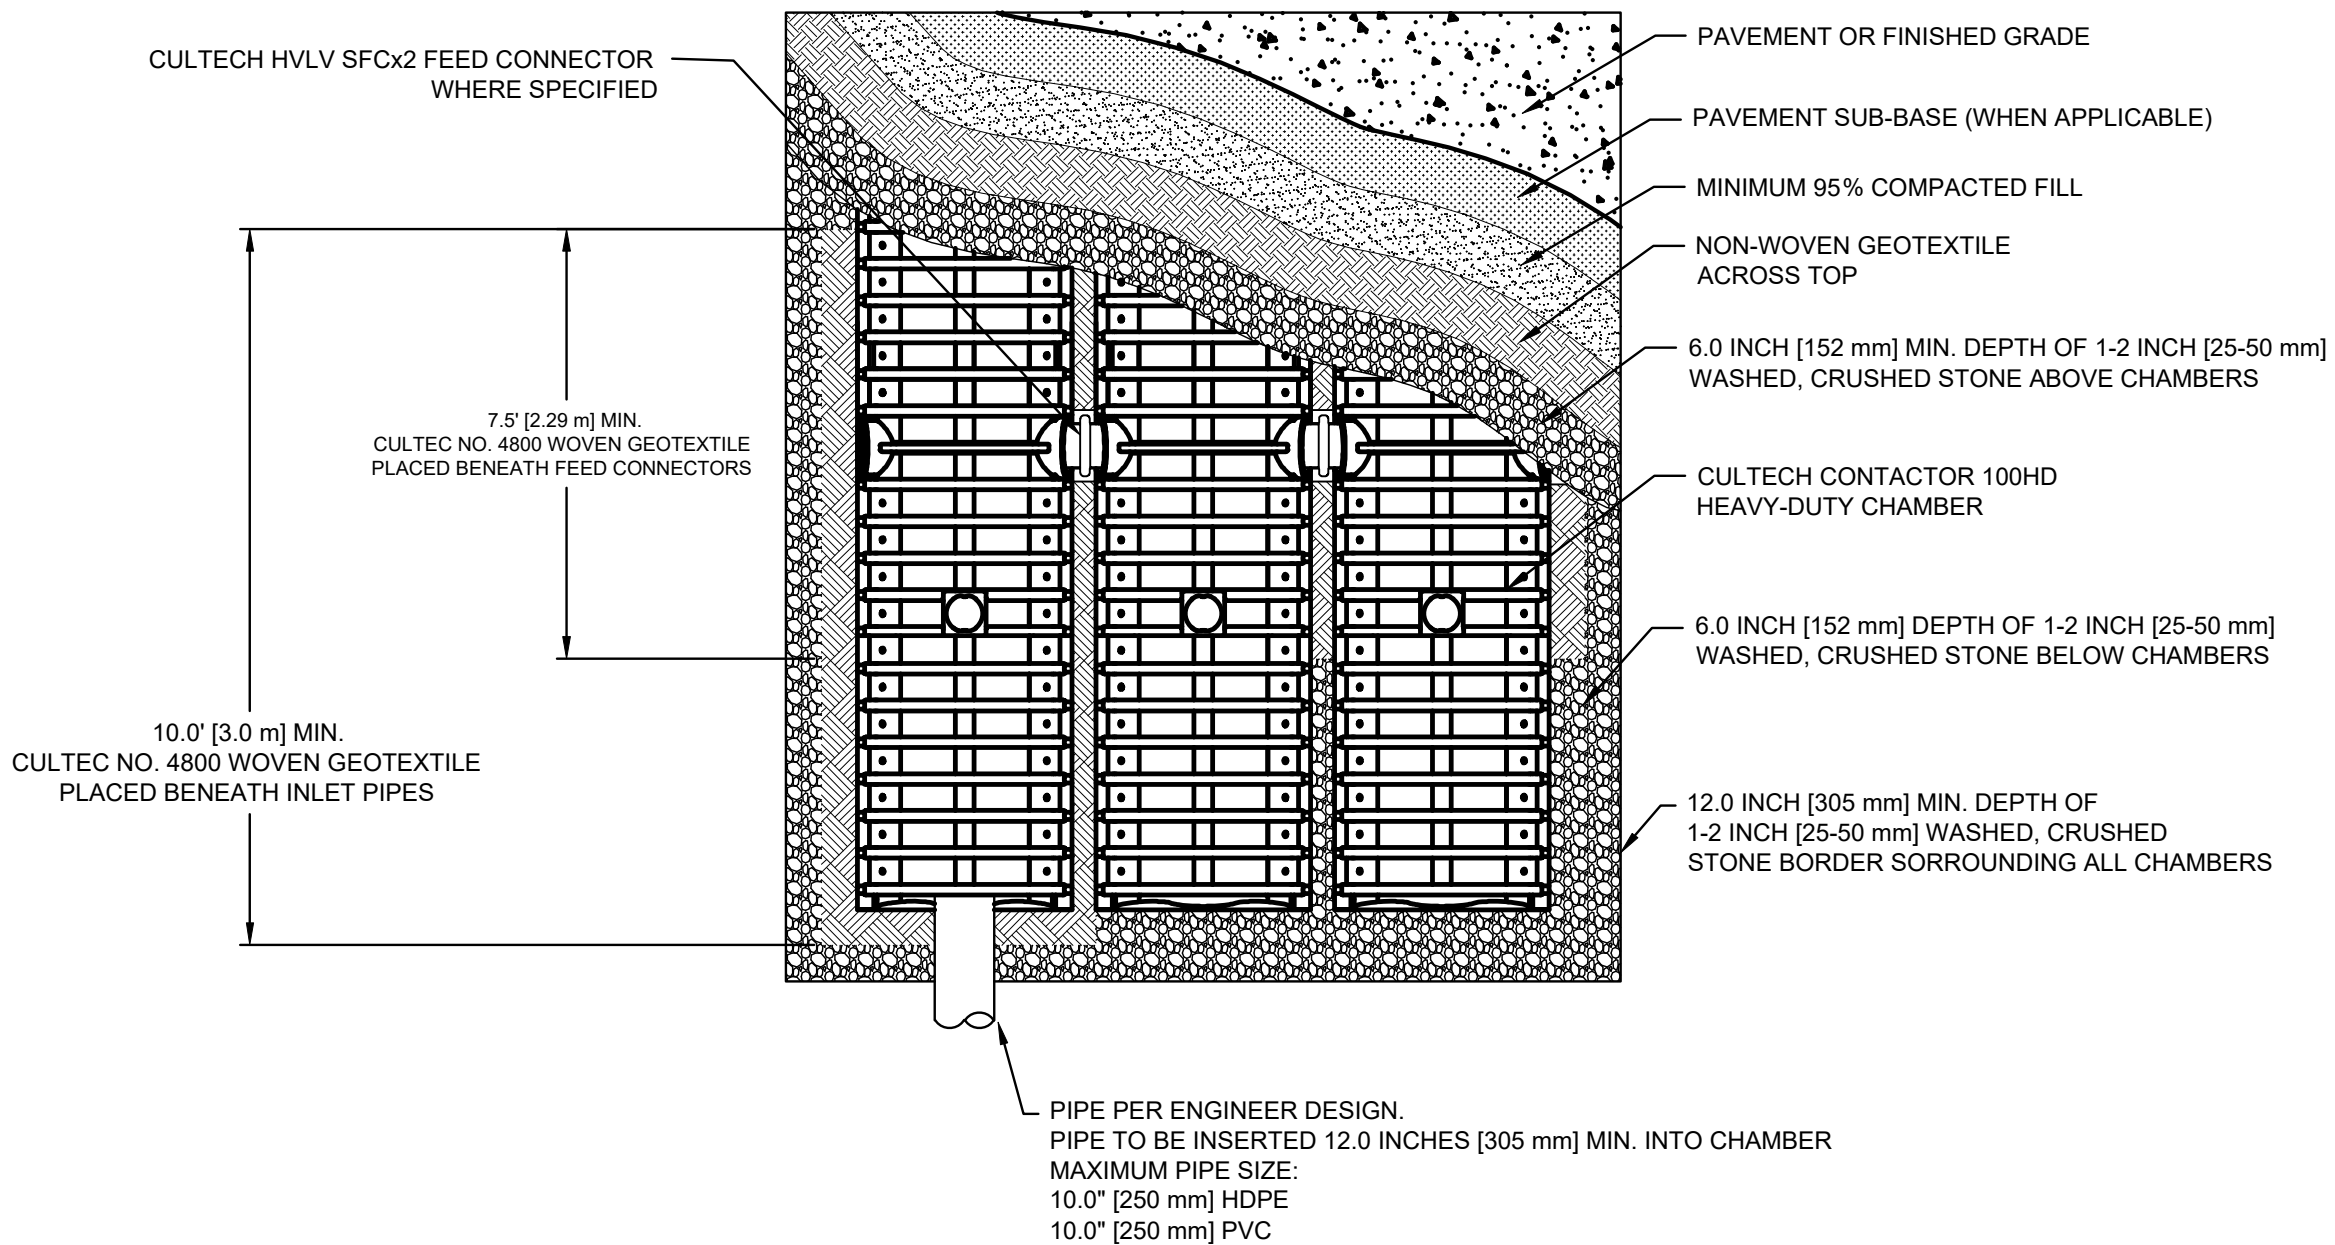 CULTECH HVLV SFCx2 FEED CONNECTOR
WHERE SPECIFIED
7.5' [2.29 m] MIN.
CULTEC NO. 4800 WOVEN GEOTEXTILE
PLACED BENEATH FEED CONNECTORS
10.0' [3.0 m] MIN.
CULTEC NO. 4800 WOVEN GEOTEXTILE
PLACED BENEATH INLET PIPES
PAVEMENT OR FINISHED GRADE
PAVEMENT SUB-BASE (WHEN APPLICABLE)
MINIMUM 95% COMPACTED FILL
NON-WOVEN GEOTEXTILE
ACROSS TOP
6.0 INCH [152 mm] MIN. DEPTH OF 1-2 INCH [25-50 mm]
WASHED, CRUSHED STONE ABOVE CHAMBERS
CULTECH CONTACTOR 100HD
HEAVY-DUTY CHAMBER
6.0 INCH [152 mm] DEPTH OF 1-2 INCH [25-50 mm]
WASHED, CRUSHED STONE BELOW CHAMBERS
12.0 INCH [305 mm] MIN. DEPTH OF
1-2 INCH [25-50 mm] WASHED, CRUSHED
STONE BORDER SORROUNDING ALL CHAMBERS
PIPE PER ENGINEER DESIGN.
PIPE TO BE INSERTED 12.0 INCHES [305 mm] MIN. INTO CHAMBER
MAXIMUM PIPE SIZE:
10.0" [250 mm] HDPE
10.0" [250 mm] PVC